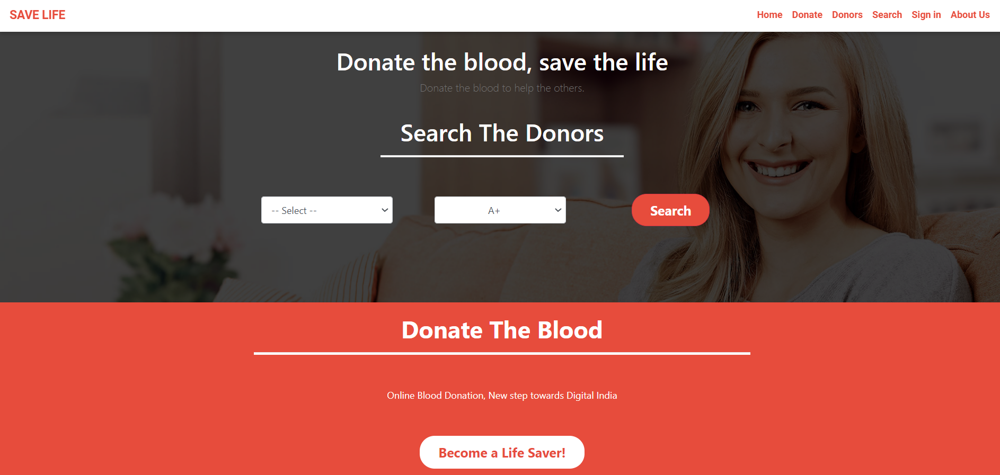 SAVE LIFE
Home Donate Donors Search Sign in About Us
Donate the blood, save the life
Donate the blood to help the others.
Search The Donors
-- Select -- A+ Search
Donate The Blood
Online Blood Donation, New step towards Digital India
Become a Life Saver!